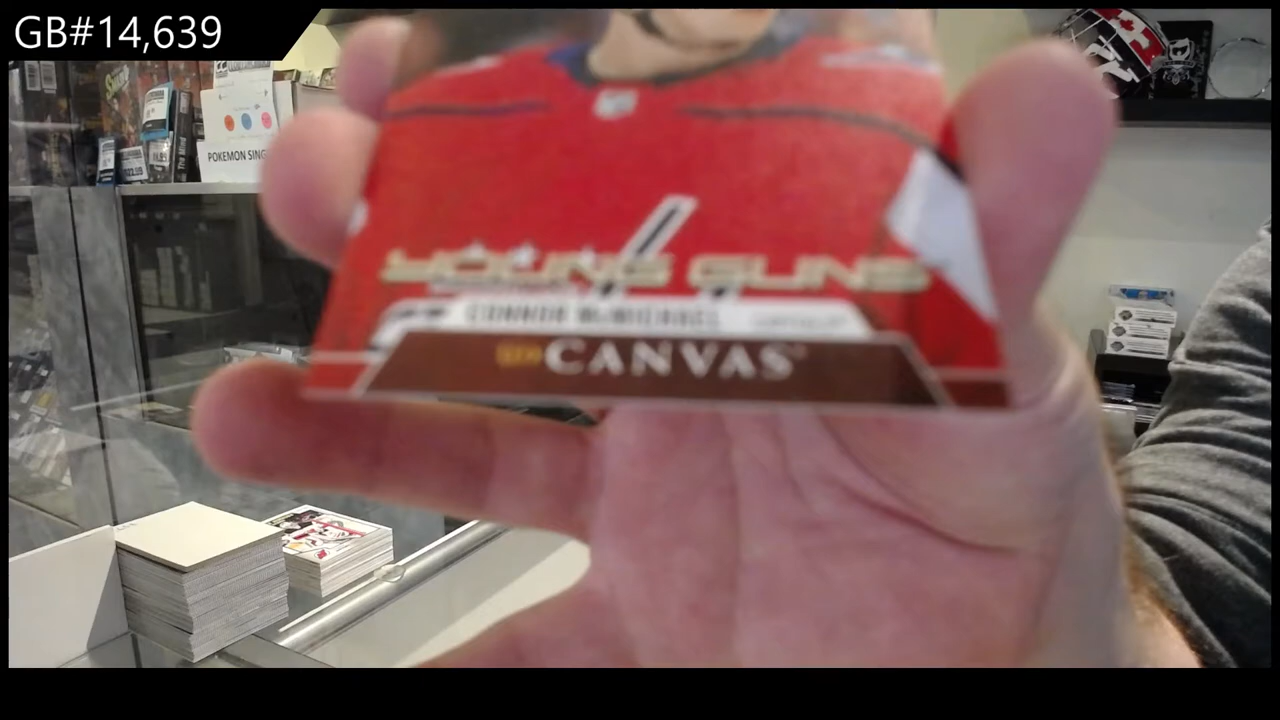 GB#14,639
POKEMON SING
YOUNG GUNS
CONNOR McMICHAEL
CANVAS